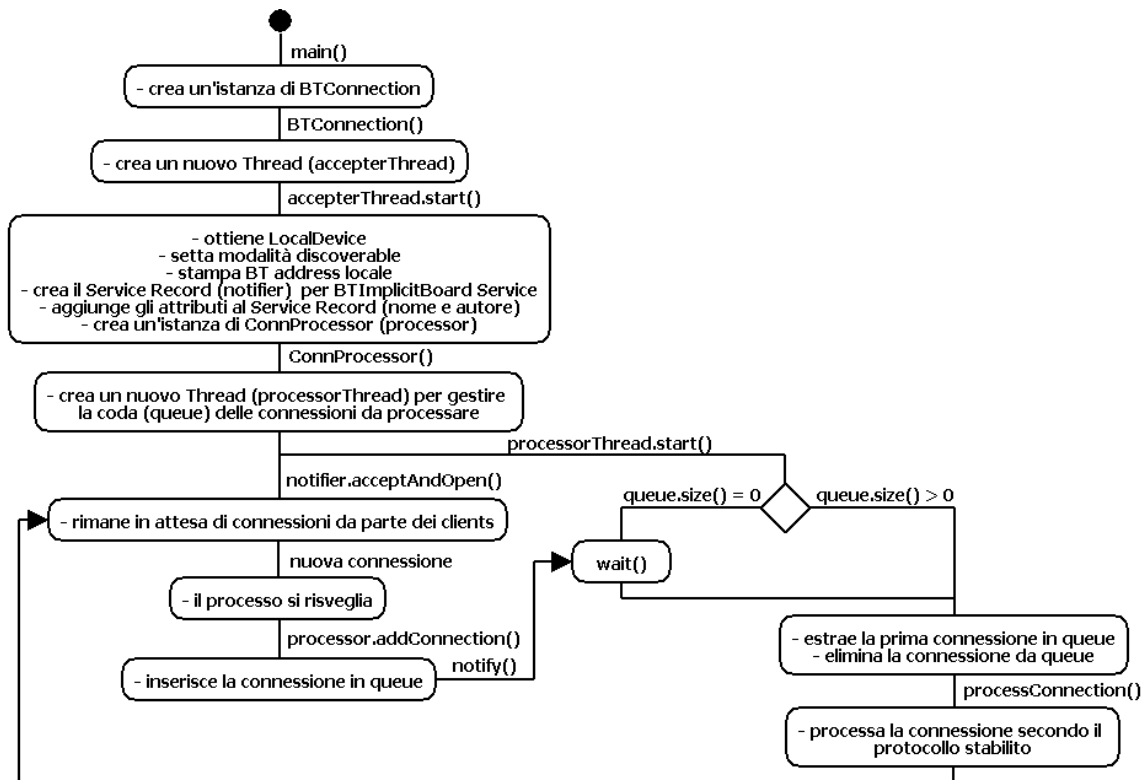 main()
- crea un'istanza di BTConnection
BTConnection()
- crea un nuovo Thread (accepterThread)
accepterThread.start()
- ottiene LocalDevice
- setta modalità discoverable
- stampa BT address locale
- crea il Service Record (notifier)  per BTImplicitBoard Service
- aggiunge gli attributi al Service Record (nome e autore)
- crea un'istanza di ConnProcessor (processor)
ConnProcessor()
- crea un nuovo Thread (processorThread) per gestire
la coda (queue) delle connessioni da processare
processorThread.start()
notifier.acceptAndOpen()
- rimane in attesa di connessioni da parte dei clients
nuova connessione
- il processo si risveglia
processor.addConnection()
- inserisce la connessione in queue
notify()
queue.size() = 0
queue.size() > 0
wait()
- estrae la prima connessione in queue
- elimina la connessione da queue
processConnection()
- processa la connessione secondo il
protocollo stabilito